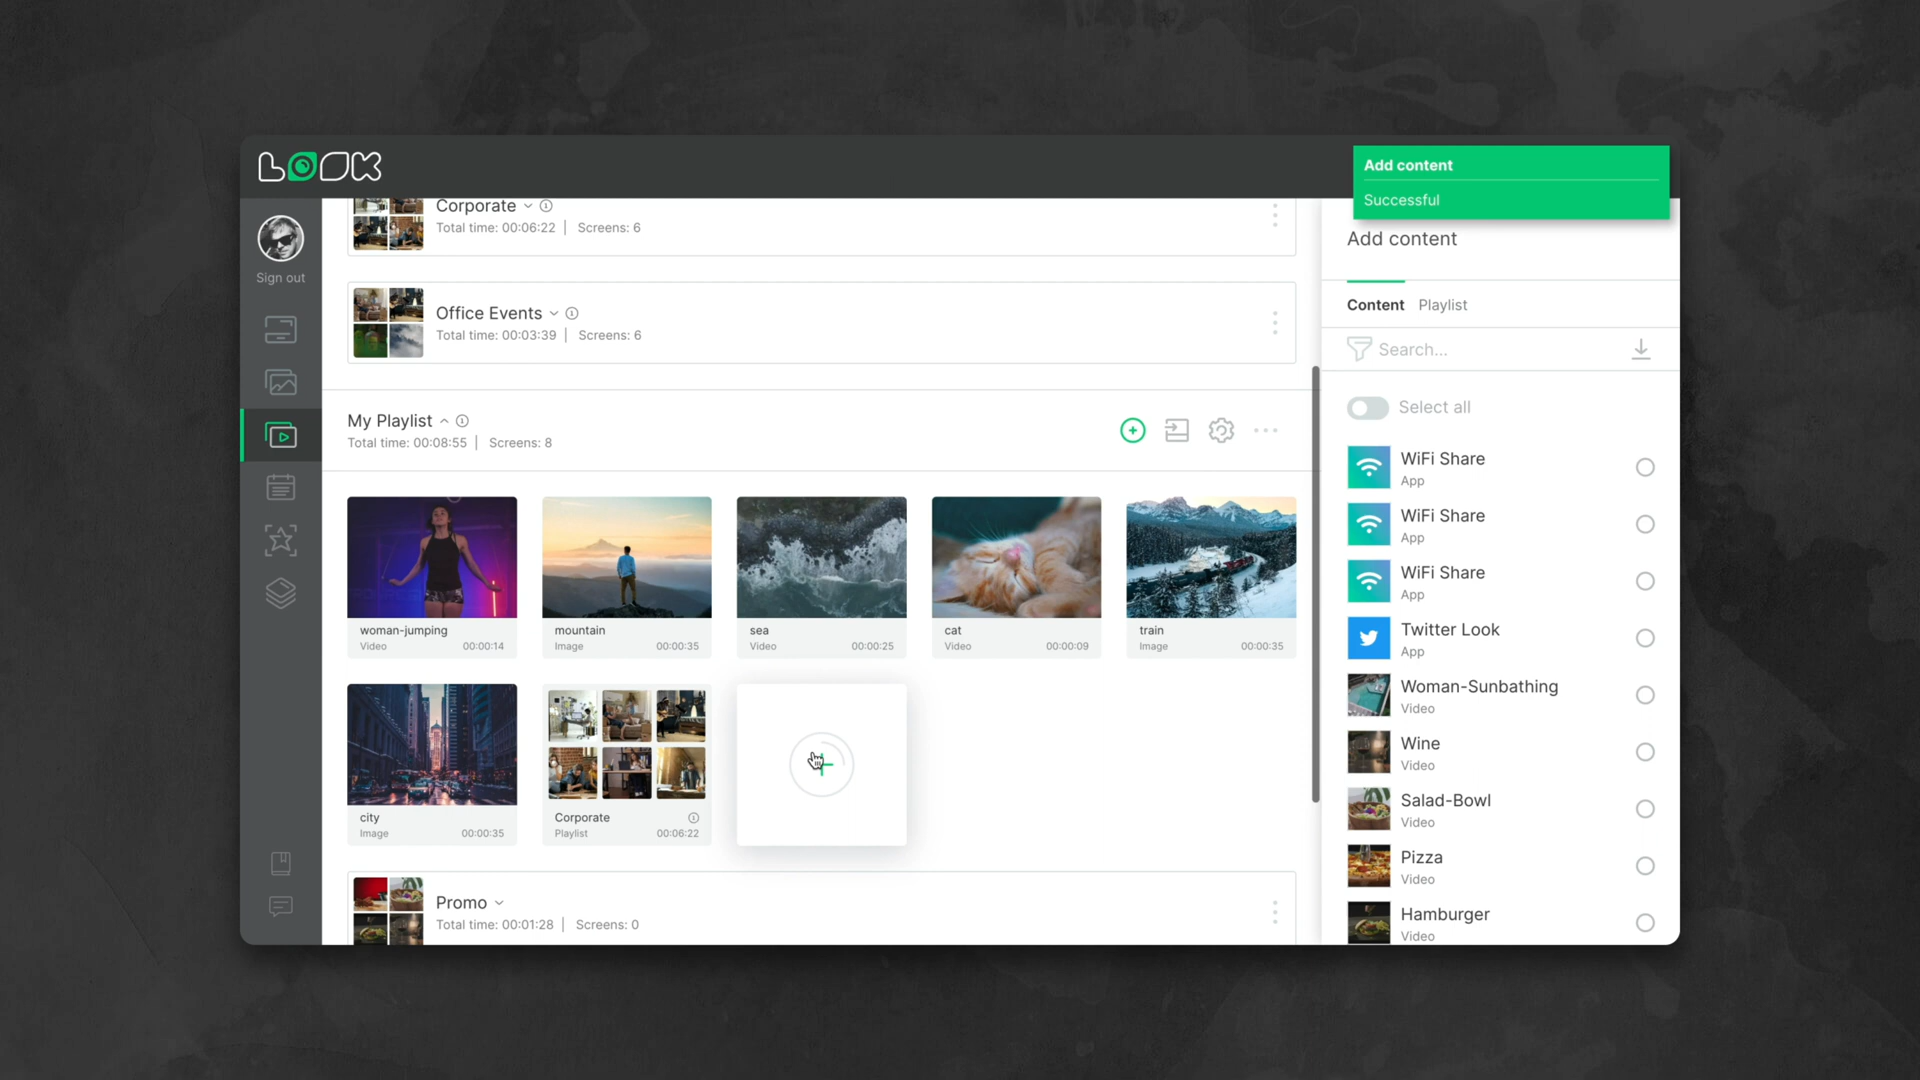 LOOK
Add content
Successful
Sign out
Corporate
Total time: 00:06:22 | Screens: 6
Office Events
Total time: 00:03:39 | Screens: 6
My Playlist
Total time: 00:08:55 | Screens: 8
woman-jumping
Video 00:00:14
mountain
Image 00:00:35
sea
Video 00:00:25
cat
Video 00:00:09
train
Image 00:00:35
city
Image 00:00:35
Corporate
Playlist 00:06:22
Promo
Total time: 00:01:28 | Screens: 0
Add content
Content Playlist
Search...
Select all
WiFi Share
App
WiFi Share
App
WiFi Share
App
Twitter Look
App
Woman-Sunbathing
Video
Wine
Video
Salad-Bowl
Video
Pizza
Video
Hamburger
Video